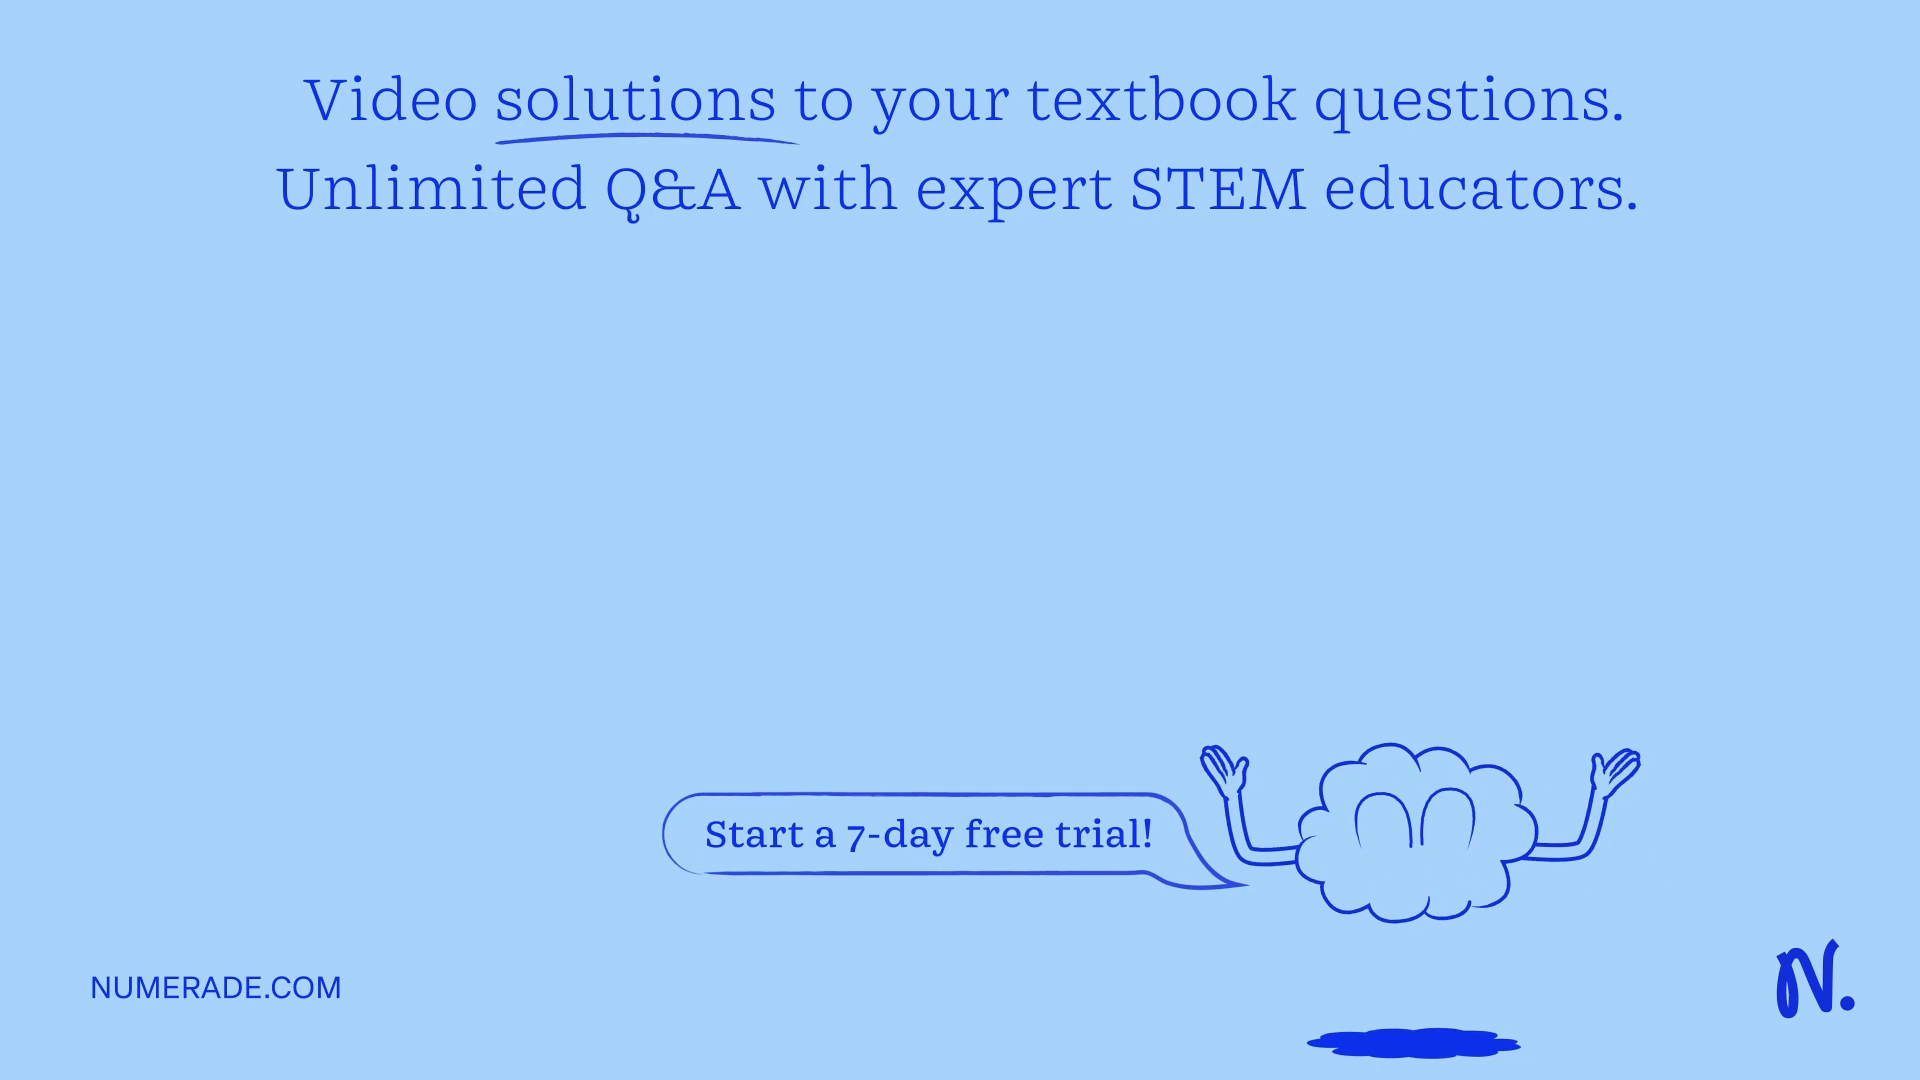 Video solutions to your textbook questions.
Unlimited Q&A with expert STEM educators.
Start a 7-day free trial!
NUMERADE.COM
N.